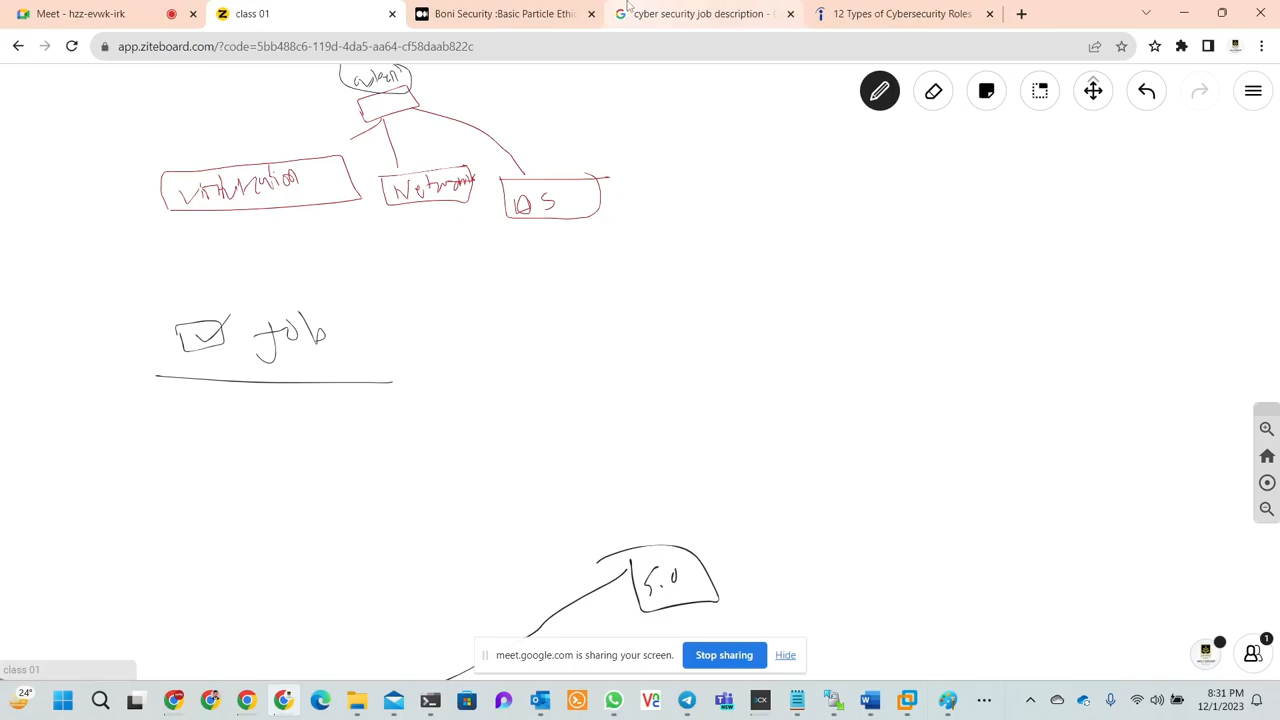 Meet - hzz-evwk-irk
class 01
Boni Security :Basic Particle Ethic
cyber security job description - G
12 Types of Cybersecurity Roles
app.ziteboard.com/?code=5bb488c6-119d-4da5-aa64-cf58daab822c
Network
OS
job
meet.google.com is sharing your screen.
Stop sharing
Hide
1
class 01
24°
8:31 PM
12/1/2023